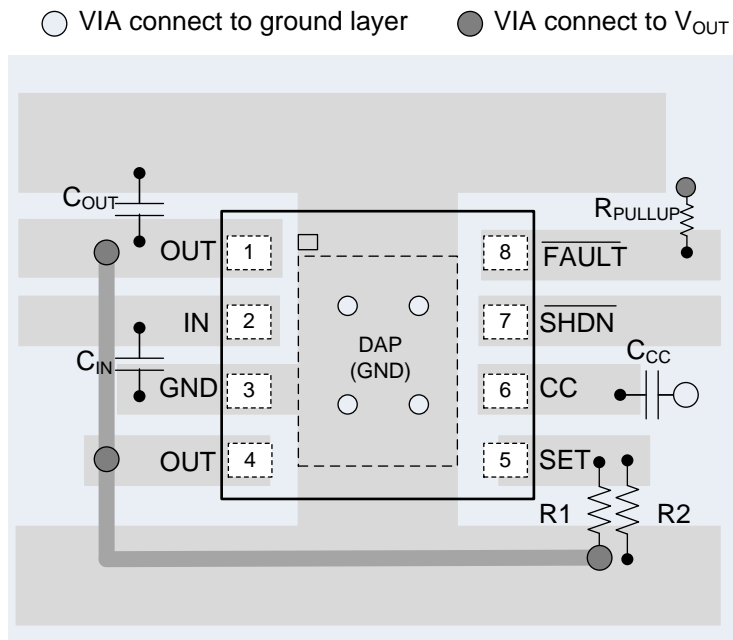 VIA connect to ground layer
VIA connect to VOUT
COUT
RPULLUP
OUT 1
8 FAULT
IN 2
7 SHDN
DAP
(GND)
CIN
CCC
GND 3
6 CC
OUT 4
5 SET
R1
R2